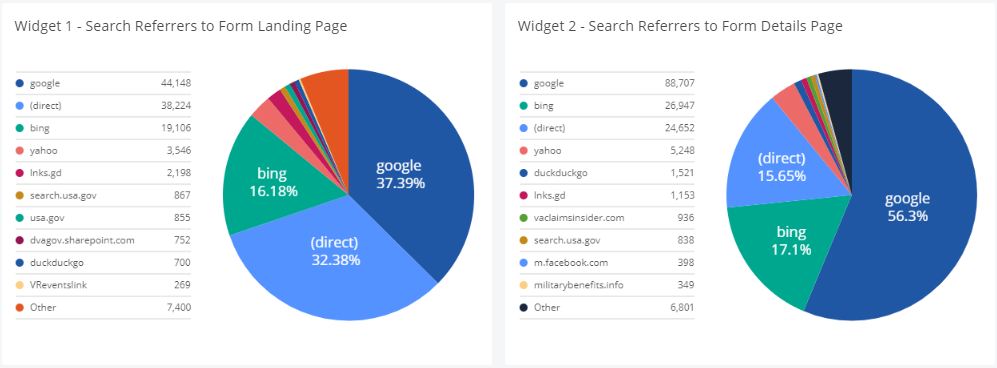 Widget 1 - Search Referrers to Form Landing Page
google 44,148
(direct) 38,224
bing 19,106
yahoo 3,546
lnks.gd 2,198
search.usa.gov 867
usa.gov 855
dvagov.sharepoint.com 752
duckduckgo 700
VReventslink 269
Other 7,400
google
37.39%
bing
16.18%
(direct)
32.38%
Widget 2 - Search Referrers to Form Details Page
google 88,707
bing 26,947
(direct) 24,652
yahoo 5,248
duckduckgo 1,521
lnks.gd 1,153
vaclaimsinsider.com 936
search.usa.gov 838
m.facebook.com 398
militarybenefits.info 349
Other 6,801
(direct)
15.65%
google
56.3%
bing
17.1%